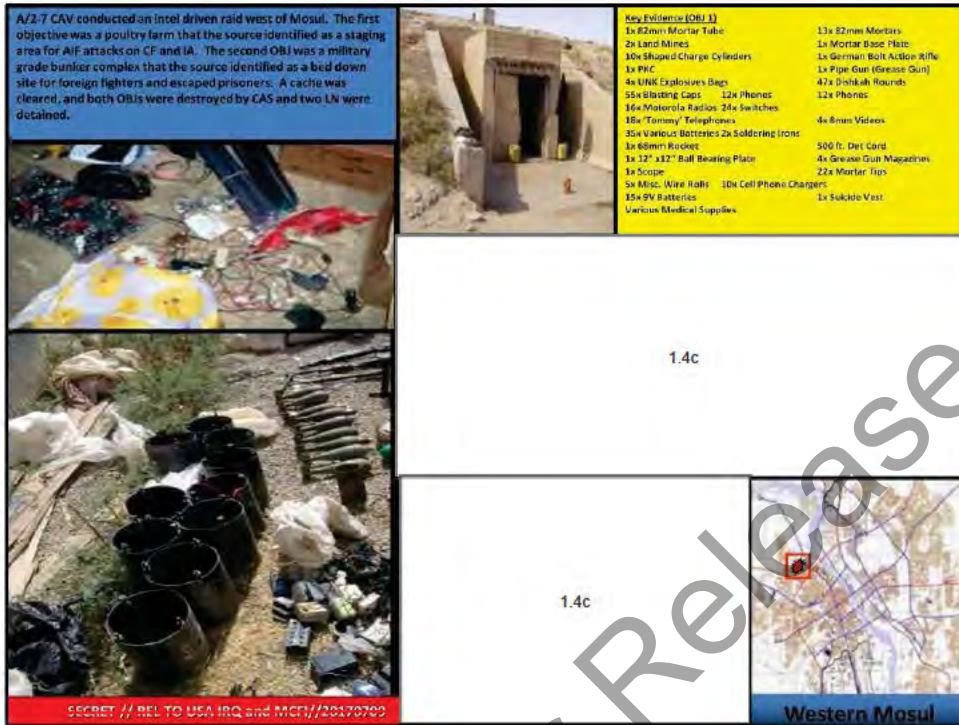 A/2-7 CAV conducted an intel driven raid west of Mosul. The first
objective was a poultry farm that the source identified as a staging
area for AIF attacks on CF and IA. The second OBJ was a military
grade bunker complex that the source identified as a bed down
site for foreign fighters and escaped prisoners. A cache was
cleared, and both OBJs were destroyed by CAS and two LN were
detained.
Key Evidence (OBJ 1)
1x 82mm Mortar Tube 13x 82mm Mortars
2x Land Mines 1x Mortar Base Plate
10x Shaped Charge Cylinders 1x German Bolt Action Rifle
1x PKC 1x Pipe Gun (Grease Gun)
4x UNK Explosives Bags 47x Dishkah Rounds
55x Blasting Caps 12x Phones 12x Phones
16x Motorola Radios 24x Switches
18x 'Tommy' Telephones 4x 8mm Videos
35x Various Batteries 2x Soldering Irons
1x 68mm Rocket 500 ft. Det Cord
1x 12" x12" Ball Bearing Plate 4x Grease Gun Magazines
1x Scope 22x Mortar Tips
5x Misc. Wire Rolls 10x Cell Phone Chargers
15x 9V Batteries 1x Suicide Vest
Various Medical Supplies
1.4c
1.4c
Release
SECRET // REL TO USA IRQ and MCFI//20170703
Western Mosul